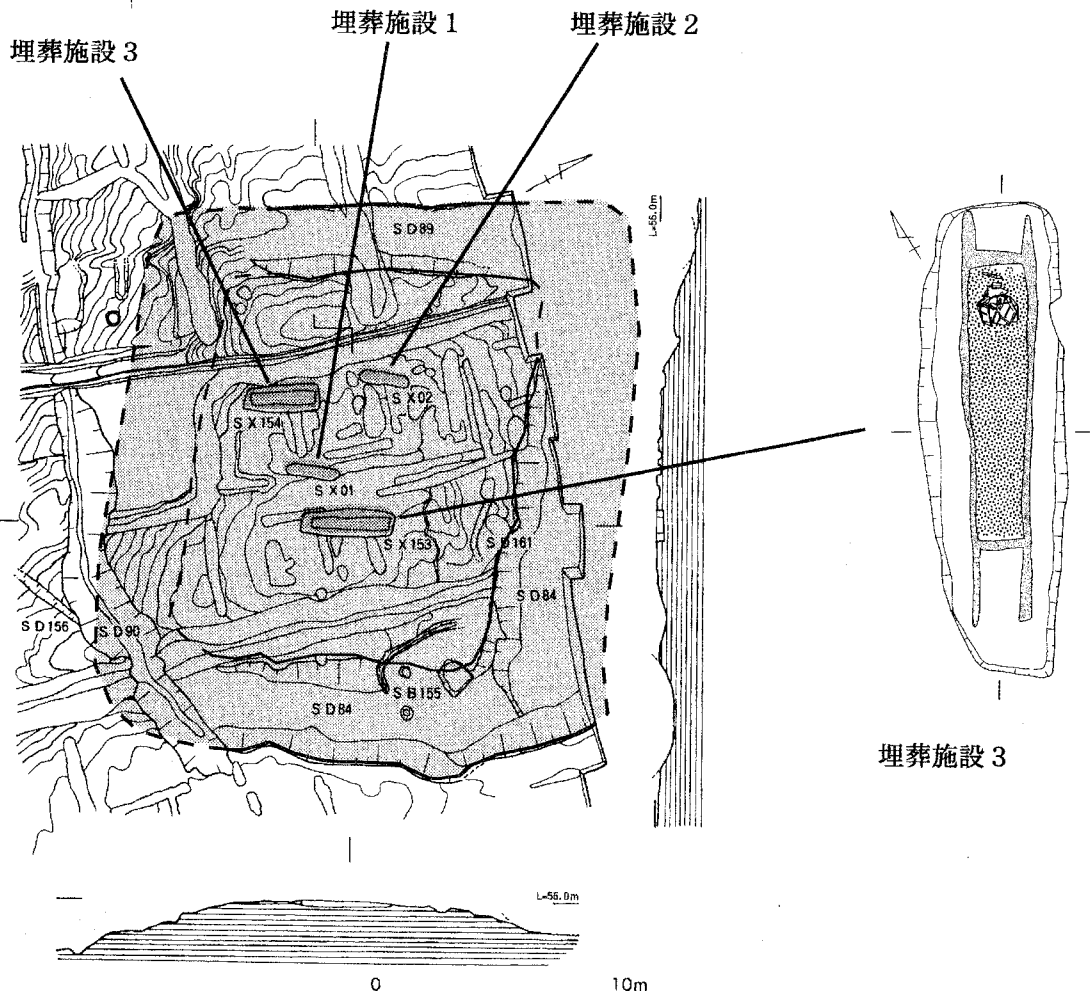 埋葬施設 1
埋葬施設 2
埋葬施設 3
SD89
L=56.0m
SX02
SX154
SX01
SX153
SD161
SD84
SD156
SD90
SB155
SD84
埋葬施設 3
L=56.0m
0 10m